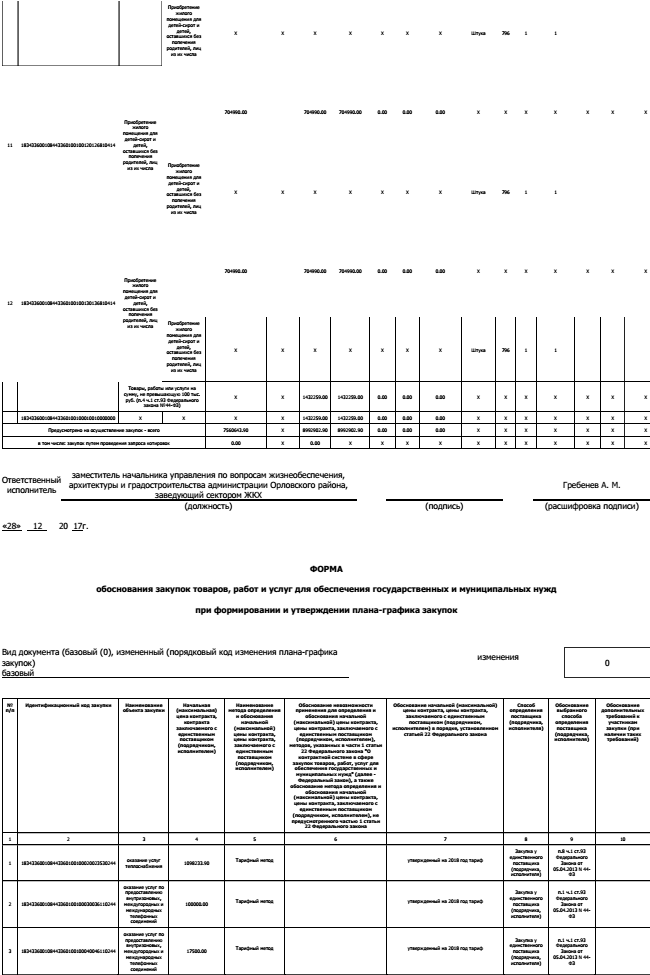 Приобретение
жилого
помещения для
детей-сирот и
детей,
оставшихся без
попечения
родителей, лиц
из их числа
X X X X X X X Штука 796 1 1
704990.00 704990.00 704990.00 0.00 0.00 0.00 X X X X X X X
11
Приобретение
жилого
помещения для
детей-сирот и
детей,
оставшихся без
попечения
родителей, лиц
из их числа
Приобретение
жилого
помещения для
детей-сирот и
детей,
оставшихся без
попечения
родителей, лиц
из их числа
X X X X X X X Штука 796 1 1
704990.00 704990.00 704990.00 0.00 0.00 0.00 X X X X X X X
12
Приобретение
жилого
помещения для
детей-сирот и
детей,
оставшихся без
попечения
родителей, лиц
из их числа
Приобретение
жилого
помещения для
детей-сирот и
детей,
оставшихся без
попечения
родителей, лиц
из их числа
X X X X X X X Штука 796 1 1
Товары, работы или услуги на
сумму, не превышающую 100 тыс.
руб. (п.4 ч.1 ст.93 Федерального
закона №44-ФЗ)
X X 1432259.00 1432259.00 0.00 0.00 0.00 X X X X X X X
X X X X 1432259.00 1432259.00 0.00 0.00 0.00 X X X X X X X
Предусмотрено на осуществление закупок - всего 7560643.90 X 8992902.90 8992902.90 0.00 0.00 0.00 X X X X X X X
в том числе: закупок путем проведения запроса котировок 0.00 X 0.00 X X X X X X X X X X X
Ответственный
исполнитель
заместитель начальника управления по вопросам жизнеобеспечения,
архитектуры и градостроительства администрации Орловского района,
заведующий сектором ЖКХ
Гребенев А. М.
(должность) (подпись) (расшифровка подписи)
«28» 12 20 17г.
ФОРМА
обоснования закупок товаров, работ и услуг для обеспечения государственных и муниципальных нужд
при формировании и утверждении плана-графика закупок
Вид документа (базовый (0), измененный (порядковый код изменения плана-графика
закупок)
базовый
изменения 0
№
п/п
Идентификационный код закупки
Наименование
объекта закупки
Начальная
(максимальная)
цена контракта,
контракта
заключаемого с
единственным
поставщиком
(подрядчиком,
исполнителем)
Наименование
метода определения
и обоснования
начальной
(максимальной)
цены контракта,
цены контракта,
заключаемого с
единственным
поставщиком
(подрядчиком,
исполнителем)
Обоснование невозможности
применения для определения и
обоснования начальной
(максимальной) цены контракта,
цены контракта, заключаемого с
единственным поставщиком
(подрядчиком, исполнителем),
методов, указанных в части 1 статьи
22 Федерального закона "О
контрактной системе в сфере
закупок товаров, работ, услуг для
обеспечения государственных и
муниципальных нужд" (далее -
Федеральный закон), а также
обоснование метода определения и
обоснования начальной
(максимальной) цены контракта,
цены контракта, заключаемого с
единственным поставщиком
(подрядчиком, исполнителем), не
предусмотренного частью 1 статьи
22 Федерального закона
Обоснование начальной (максимальной)
цены контракта, цены контракта,
заключаемого с единственным
поставщиком (подрядчиком,
исполнителем) в порядке, установленном
статьей 22 Федерального закона
Способ
определения
поставщика
(подрядчика,
исполнителя)
Обоснование
выбранного
способа
определения
поставщика
(подрядчика,
исполнителя)
Обоснование
дополнительных
требований к
участникам
закупки (при
наличии таких
требований)
1 2 3 4 5 6 7 8 9 10
1
оказание услуг
теплоснабжения
1098233.90 Тарифный метод утвержденный на 2018 год тариф
Закупка у
единственного
поставщика
(подрядчика,
исполнителя)
п.8 ч.1 ст.93
Федерального
Закона от
05.04.2013 N 44-
ФЗ
2
оказание услуг по
предоставлению
внутризоновых,
междугородных и
международных
телефонных
соединений
100000.00 Тарифный метод утвержденный на 2018 год тариф
Закупка у
единственного
поставщика
(подрядчика,
исполнителя)
п.1 ч.1 ст.93
Федерального
Закона от
05.04.2013 N 44-
ФЗ
3
оказание услуг по
предоставлению
внутризоновых,
междугородных и
международных
телефонных
соединений
17500.00 Тарифный метод утвержденный на 2018 год тариф
Закупка у
единственного
поставщика
(подрядчика,
исполнителя)
п.1 ч.1 ст.93
Федерального
Закона от
05.04.2013 N 44-
ФЗ